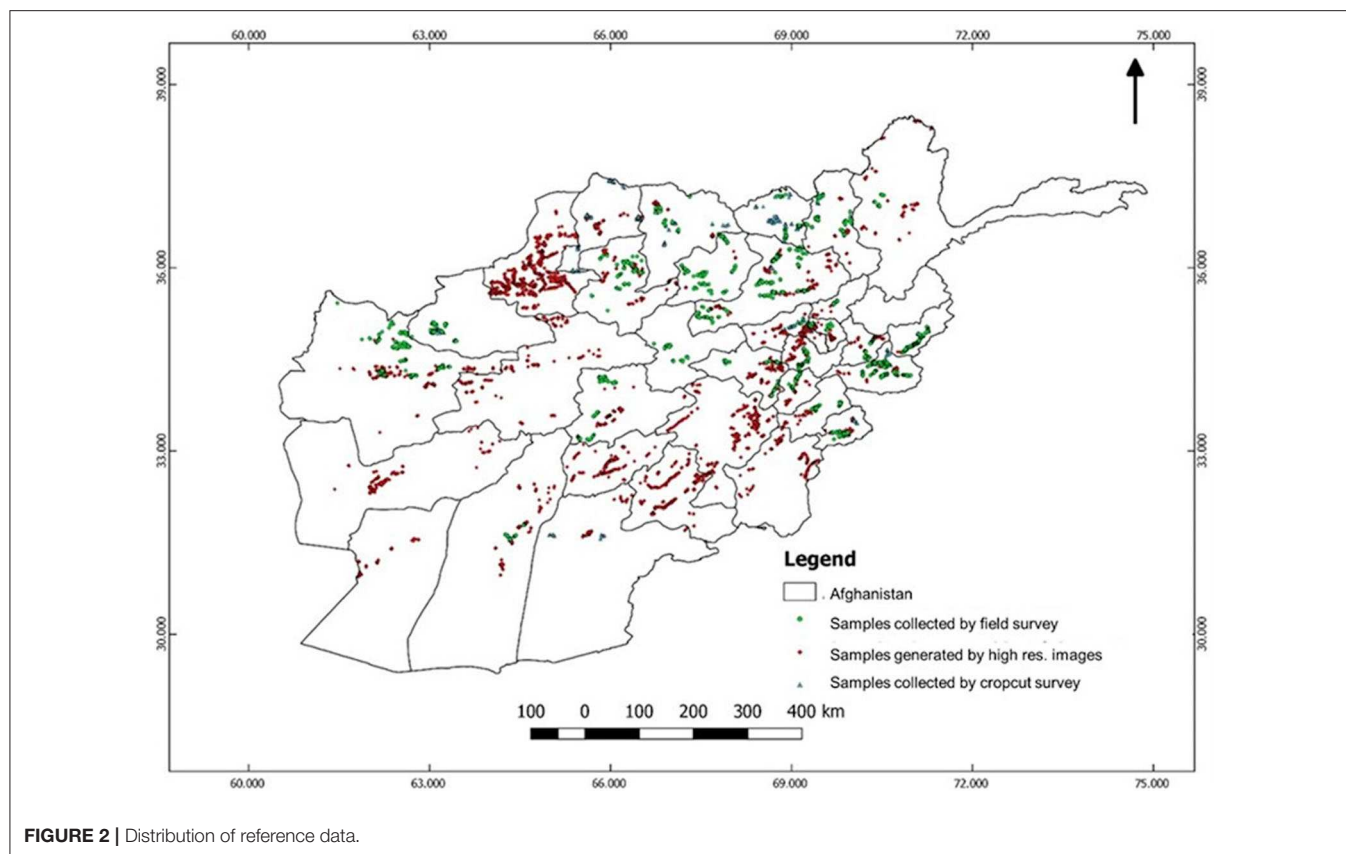 60.000 63.000 66.000 69.000 72.000 75.000
39.000 39.000
36.000 36.000
33.000 33.000
30.000 30.000
Legend
. Afghanistan
Samples collected by field survey
Samples generated by high res. images
Samples collected by cropcut survey
100 0 100 200 300 400 km
60.000 63.000 66.000 69.000 72.000 75.000
FIGURE 2 | Distribution of reference data.